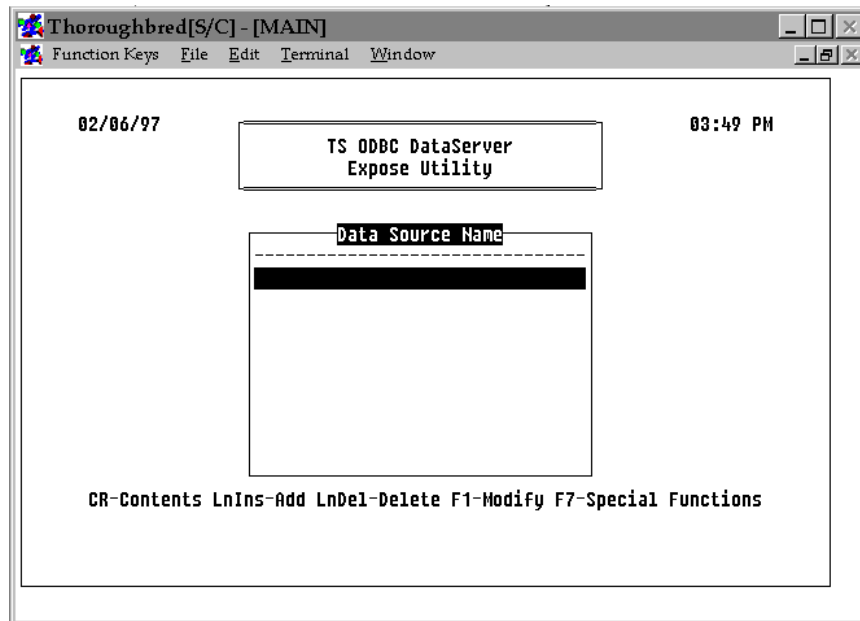 Thoroughbred[S/C] - [MAIN]
Function Keys File Edit Terminal Window
02/06/97 03:49 PM
TS ODBC DataServer
Expose Utility
Data Source Name
CR-Contents LnIns-Add LnDel-Delete F1-Modify F7-Special Functions